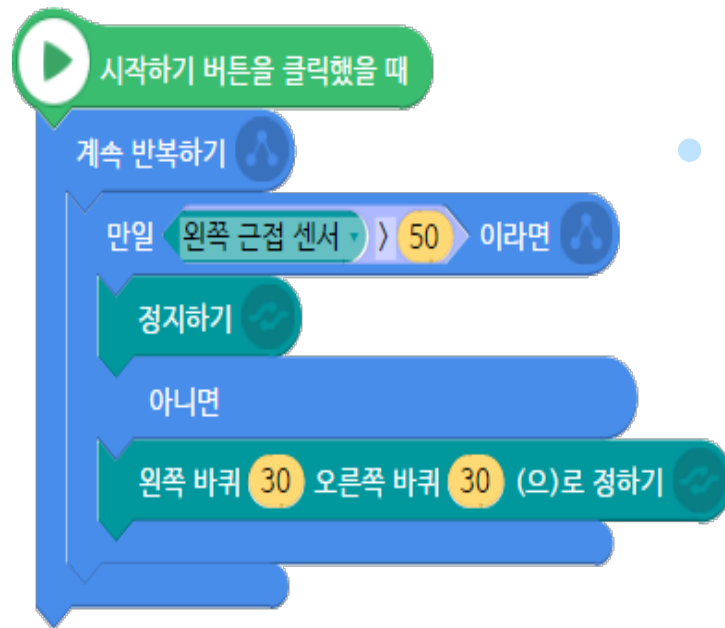 시작하기 버튼을 클릭했을 때
계속 반복하기
만일 왼쪽 근접 센서 > 50 이라면
정지하기
아니면
왼쪽 바퀴 30 오른쪽 바퀴 30 (으)로 정하기